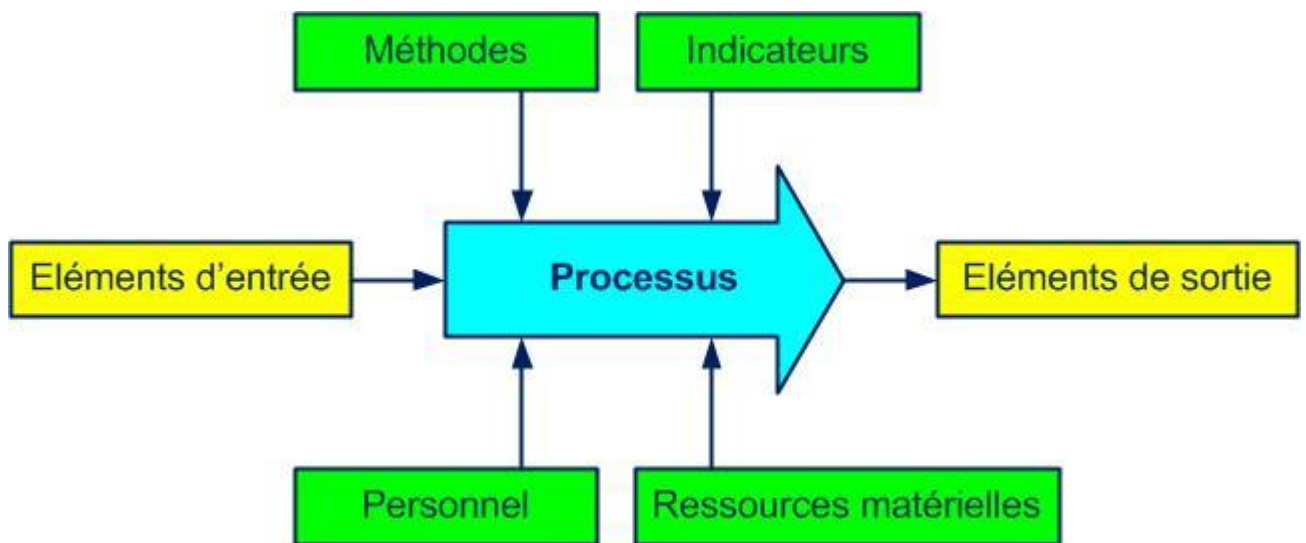 Méthodes
Indicateurs
Eléments d’entrée
Processus
Eléments de sortie
Personnel
Ressources matérielles